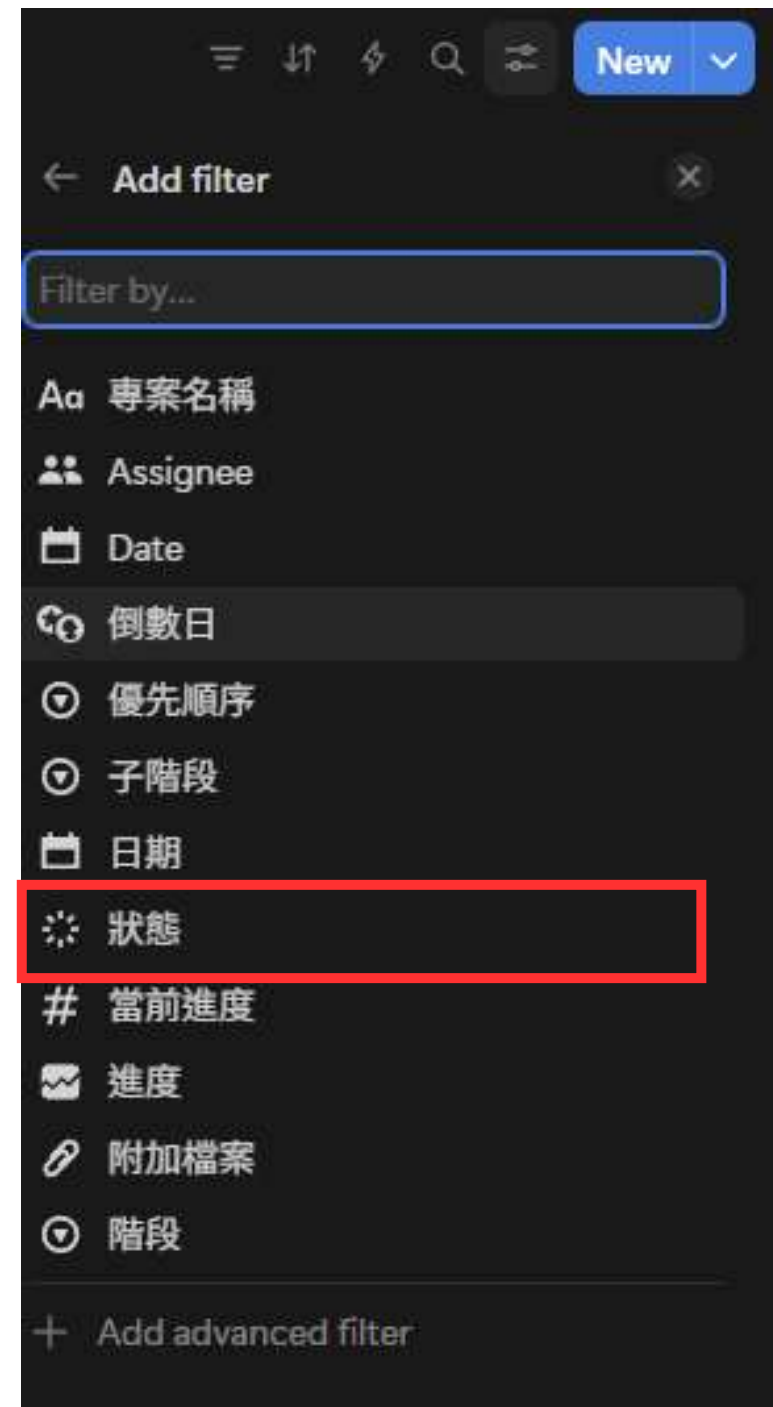 New
Add filter
Filter by...
Aa 專案名稱
Assignee
Date
倒數日
優先順序
子階段
日期
狀態
# 當前進度
進度
附加檔案
階段
+ Add advanced filter